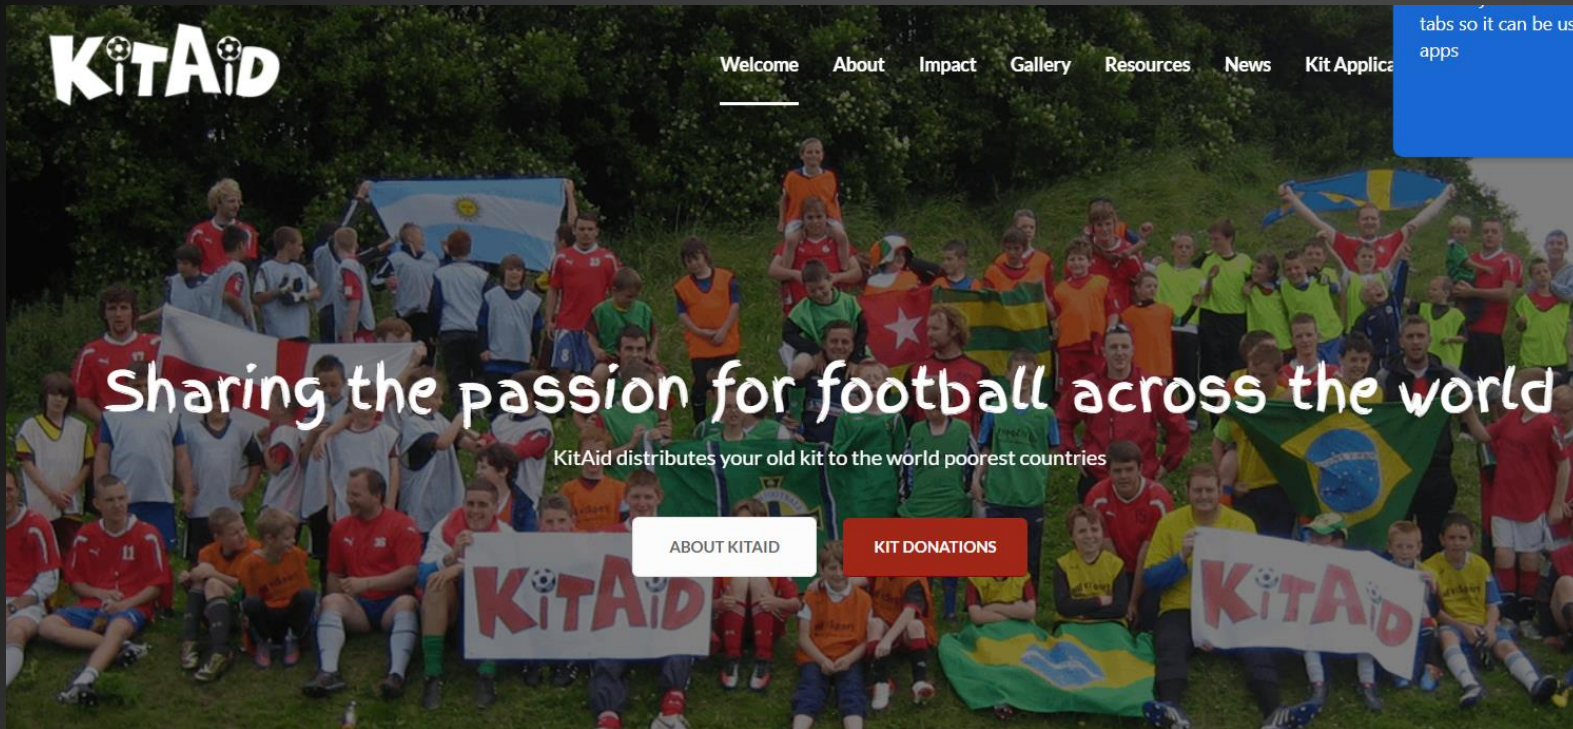 KiTAiD
Welcome About Impact Gallery Resources News Kit Applica
tabs so it can be us
apps
Sharing the passion for football across the world
KitAid distributes your old kit to the world poorest countries
ABOUT KITAID KIT DONATIONS
KiTAiD KiTAiD